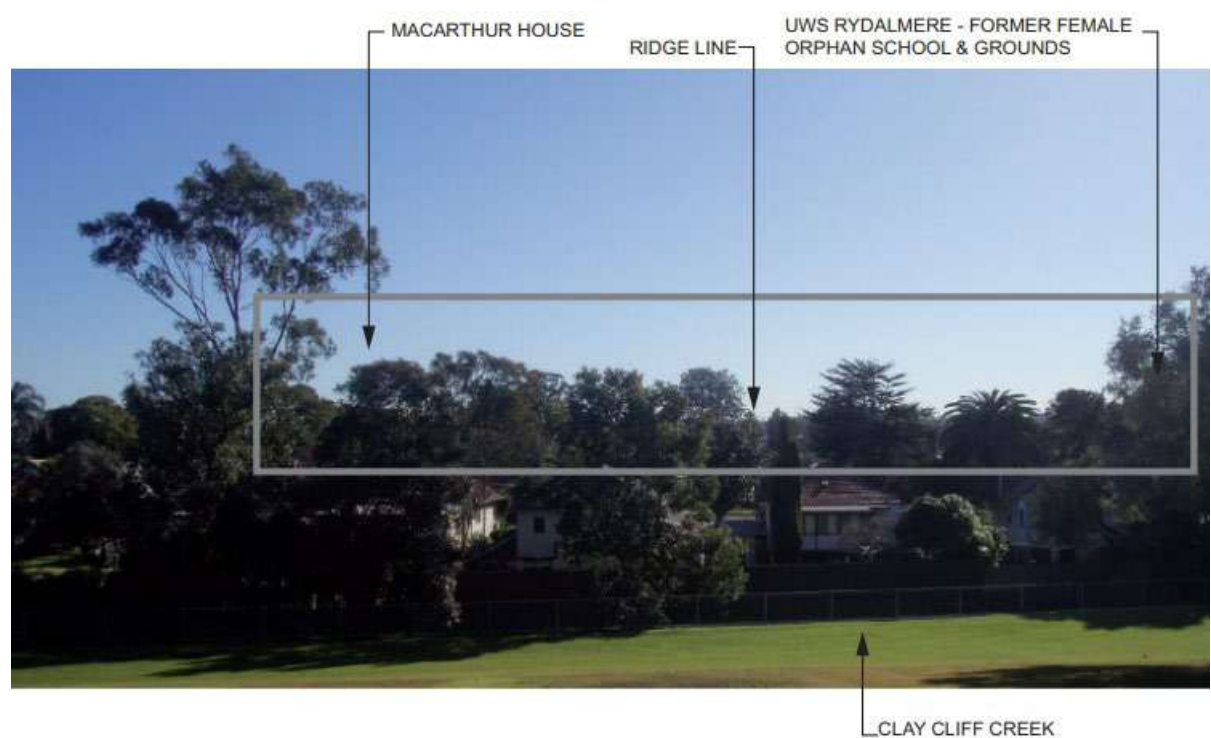 MACARTHUR HOUSE
RIDGE LINE
UWS RYDALMERE - FORMER FEMALE
ORPHAN SCHOOL & GROUNDS
CLAY CLIFF CREEK